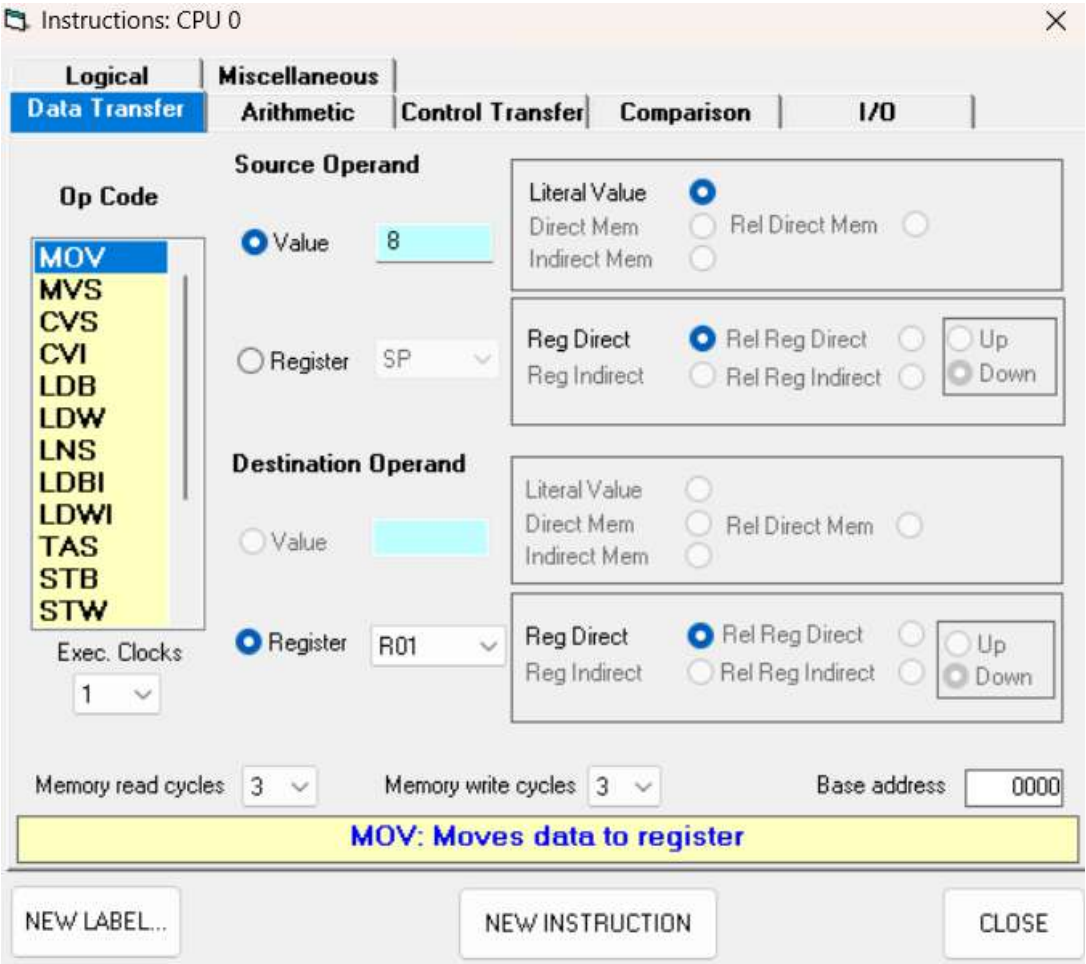 Instructions: CPU 0
Logical Miscellaneous
Data Transfer Arithmetic Control Transfer Comparison I/O
Op Code
MOV
MVS
CVS
CVI
LDB
LDW
LNS
LDBI
LDWI
TAS
STB
STW
Exec. Clocks
1
Source Operand
Value 8
Literal Value
Direct Mem Rel Direct Mem
Indirect Mem
Register SP
Reg Direct Rel Reg Direct Up
Reg Indirect Rel Reg Indirect Down
Destination Operand
Value
Literal Value
Direct Mem Rel Direct Mem
Indirect Mem
Register R01
Reg Direct Rel Reg Direct Up
Reg Indirect Rel Reg Indirect Down
Memory read cycles 3 Memory write cycles 3 Base address 0000
MOV: Moves data to register
NEW LABEL... NEW INSTRUCTION CLOSE